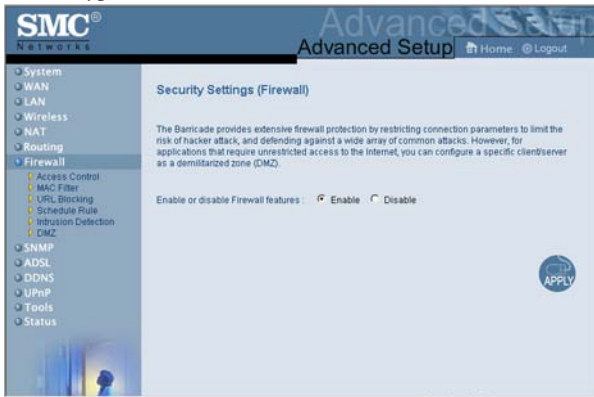 SMC®
Networks
Advanced Setup
Advanced Setup
Home
Logout
System
WAN
LAN
Wireless
NAT
Routing
Firewall
Access Control
MAC Filter
URL Blocking
Schedule Rule
Intrusion Detection
DMZ
SNMP
ADSL
DDNS
UPnP
Tools
Status
Security Settings (Firewall)
The Barricade provides extensive firewall protection by restricting connection parameters to limit the
risk of hacker attack, and defending against a wide array of common attacks. However, for
applications that require unrestricted access to the Internet, you can configure a specific client/server
as a demilitarized zone (DMZ).
Enable or disable Firewall features : Enable Disable
APPLY